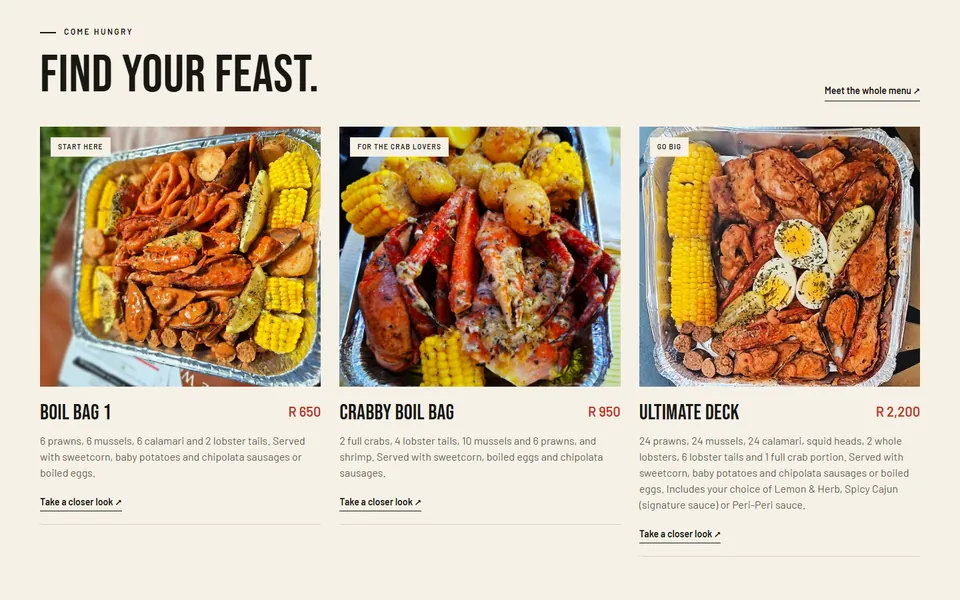 COME HUNGRY
FIND YOUR FEAST.
Meet the whole menu ↗
START HERE
FOR THE CRAB LOVERS
GO BIG
BOIL BAG 1
R 650
6 prawns, 6 mussels, 6 calamari and 2 lobster tails. Served
with sweetcorn, baby potatoes and chipolata sausages or
boiled eggs.
Take a closer look ↗
CRABBY BOIL BAG
R 950
2 full crabs, 4 lobster tails, 10 mussels and 6 prawns, and
shrimp. Served with sweetcorn, boiled eggs and chipolata
sausages.
Take a closer look ↗
ULTIMATE DECK
R 2,200
24 prawns, 24 mussels, 24 calamari, squid heads, 2 whole
lobsters, 6 lobster tails and 1 full crab portion. Served with
sweetcorn, baby potatoes and chipolata sausages or boiled
eggs. Includes your choice of Lemon & Herb, Spicy Cajun
(signature sauce) or Peri-Peri sauce.
Take a closer look ↗